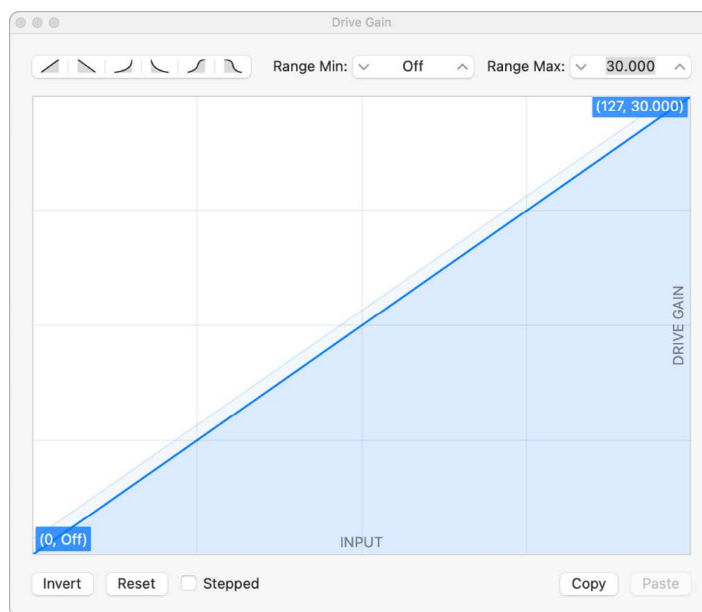 Drive Gain
Range Min: Off Range Max: 30.000
(127, 30.000)
DRIVE GAIN
(0, Off)
INPUT
Invert Reset Stepped Copy Paste